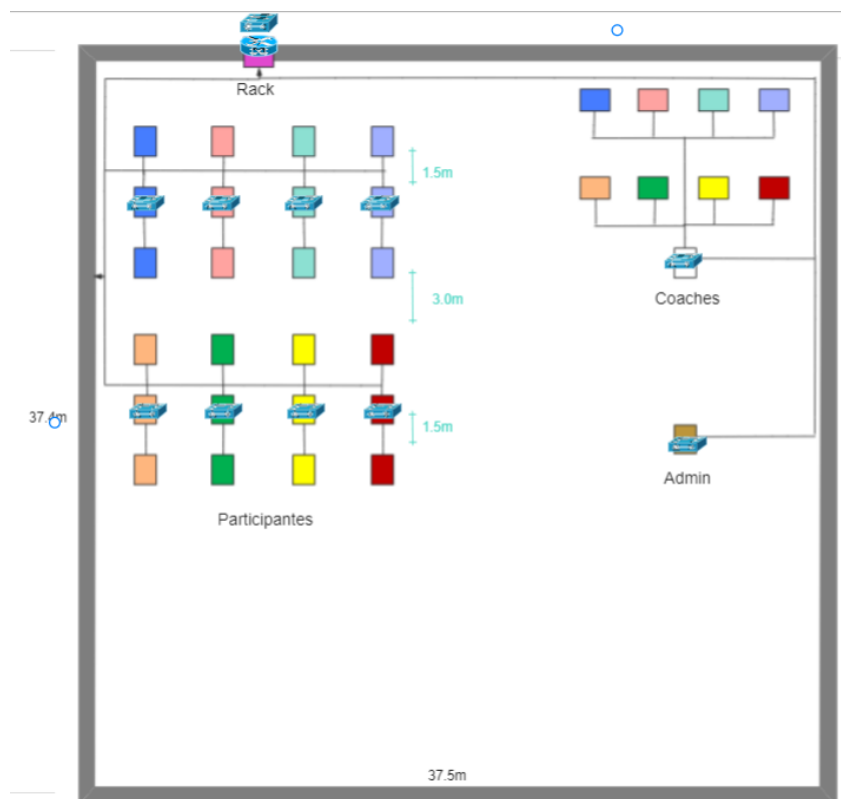 Rack
1.5m
3.0m
Coaches
37.4m
1.5m
Admin
Participantes
37.5m